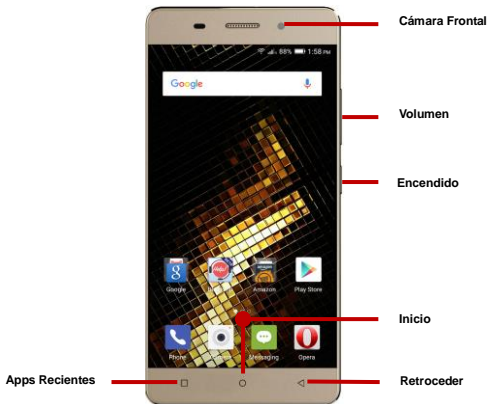 Cámara Frontal
88% 1:58 PM
Google
Volumen
Encendido
Google
Amazon
Play Store
Inicio
Phone
Messaging
Opera
Apps Recientes
Retroceder